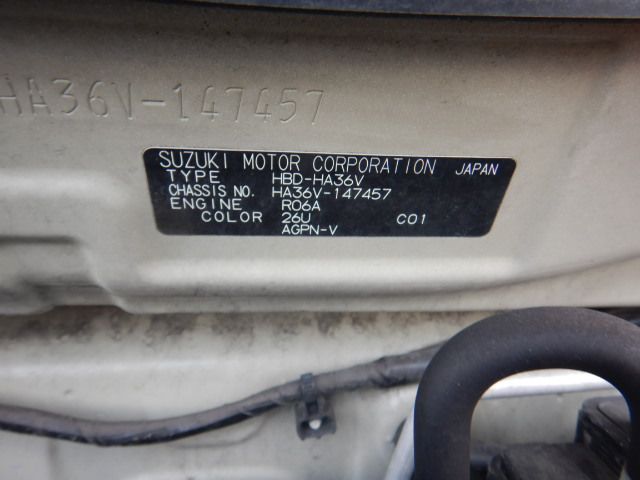 HA36V-147457
SUZUKI MOTOR CORPORATION JAPAN
TYPE HBD-HA36V
CHASSIS NO. HA36V-147457
ENGINE R06A
COLOR 26U C01
AGPN-V